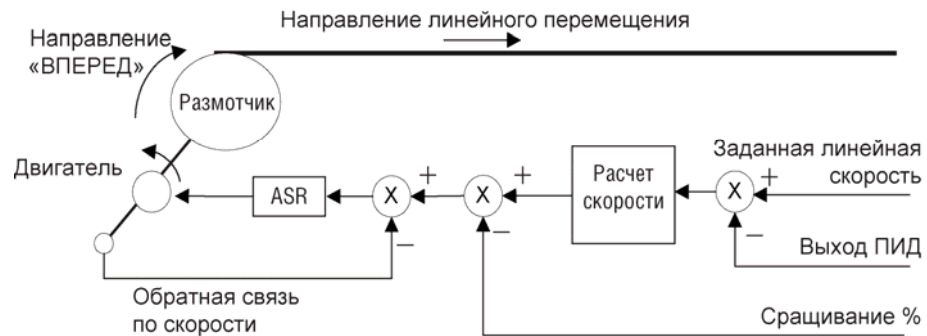 Направление линейного перемещения
Направление
«ВПЕРЕД»
Размотчик
Двигатель
Заданная линейная
скорость
+
Расчет
скорости
+
+
X
X
ASR
X
−
−
−
Выход ПИД
Обратная связь
по скорости
Сращивание %